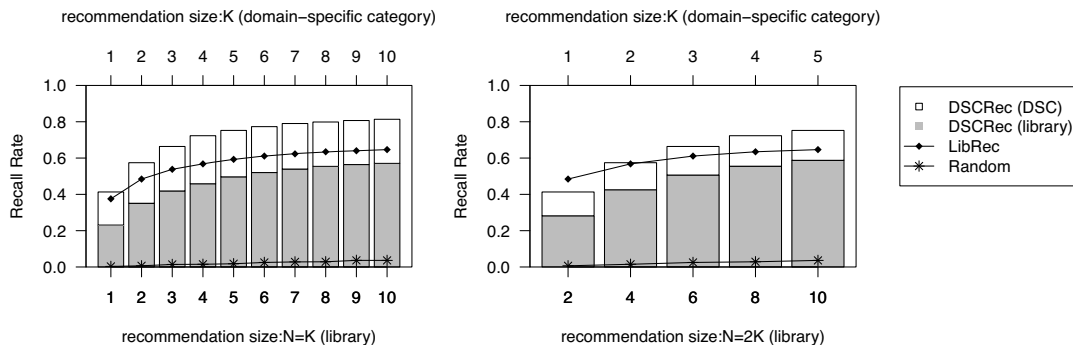 recommendation size:K (domain−specific category)
1 2 3 4 5 6 7 8 9 10
1.0
0.8
0.6
0.4
0.2
0.0
Recall Rate
1 2 3 4 5 6 7 8 9 10
recommendation size:N=K (library)
recommendation size:K (domain−specific category)
1 2 3 4 5
1.0
0.8
0.6
0.4
0.2
0.0
Recall Rate
2 4 6 8 10
recommendation size:N=2K (library)
DSCRec (DSC)
DSCRec (library)
LibRec
Random